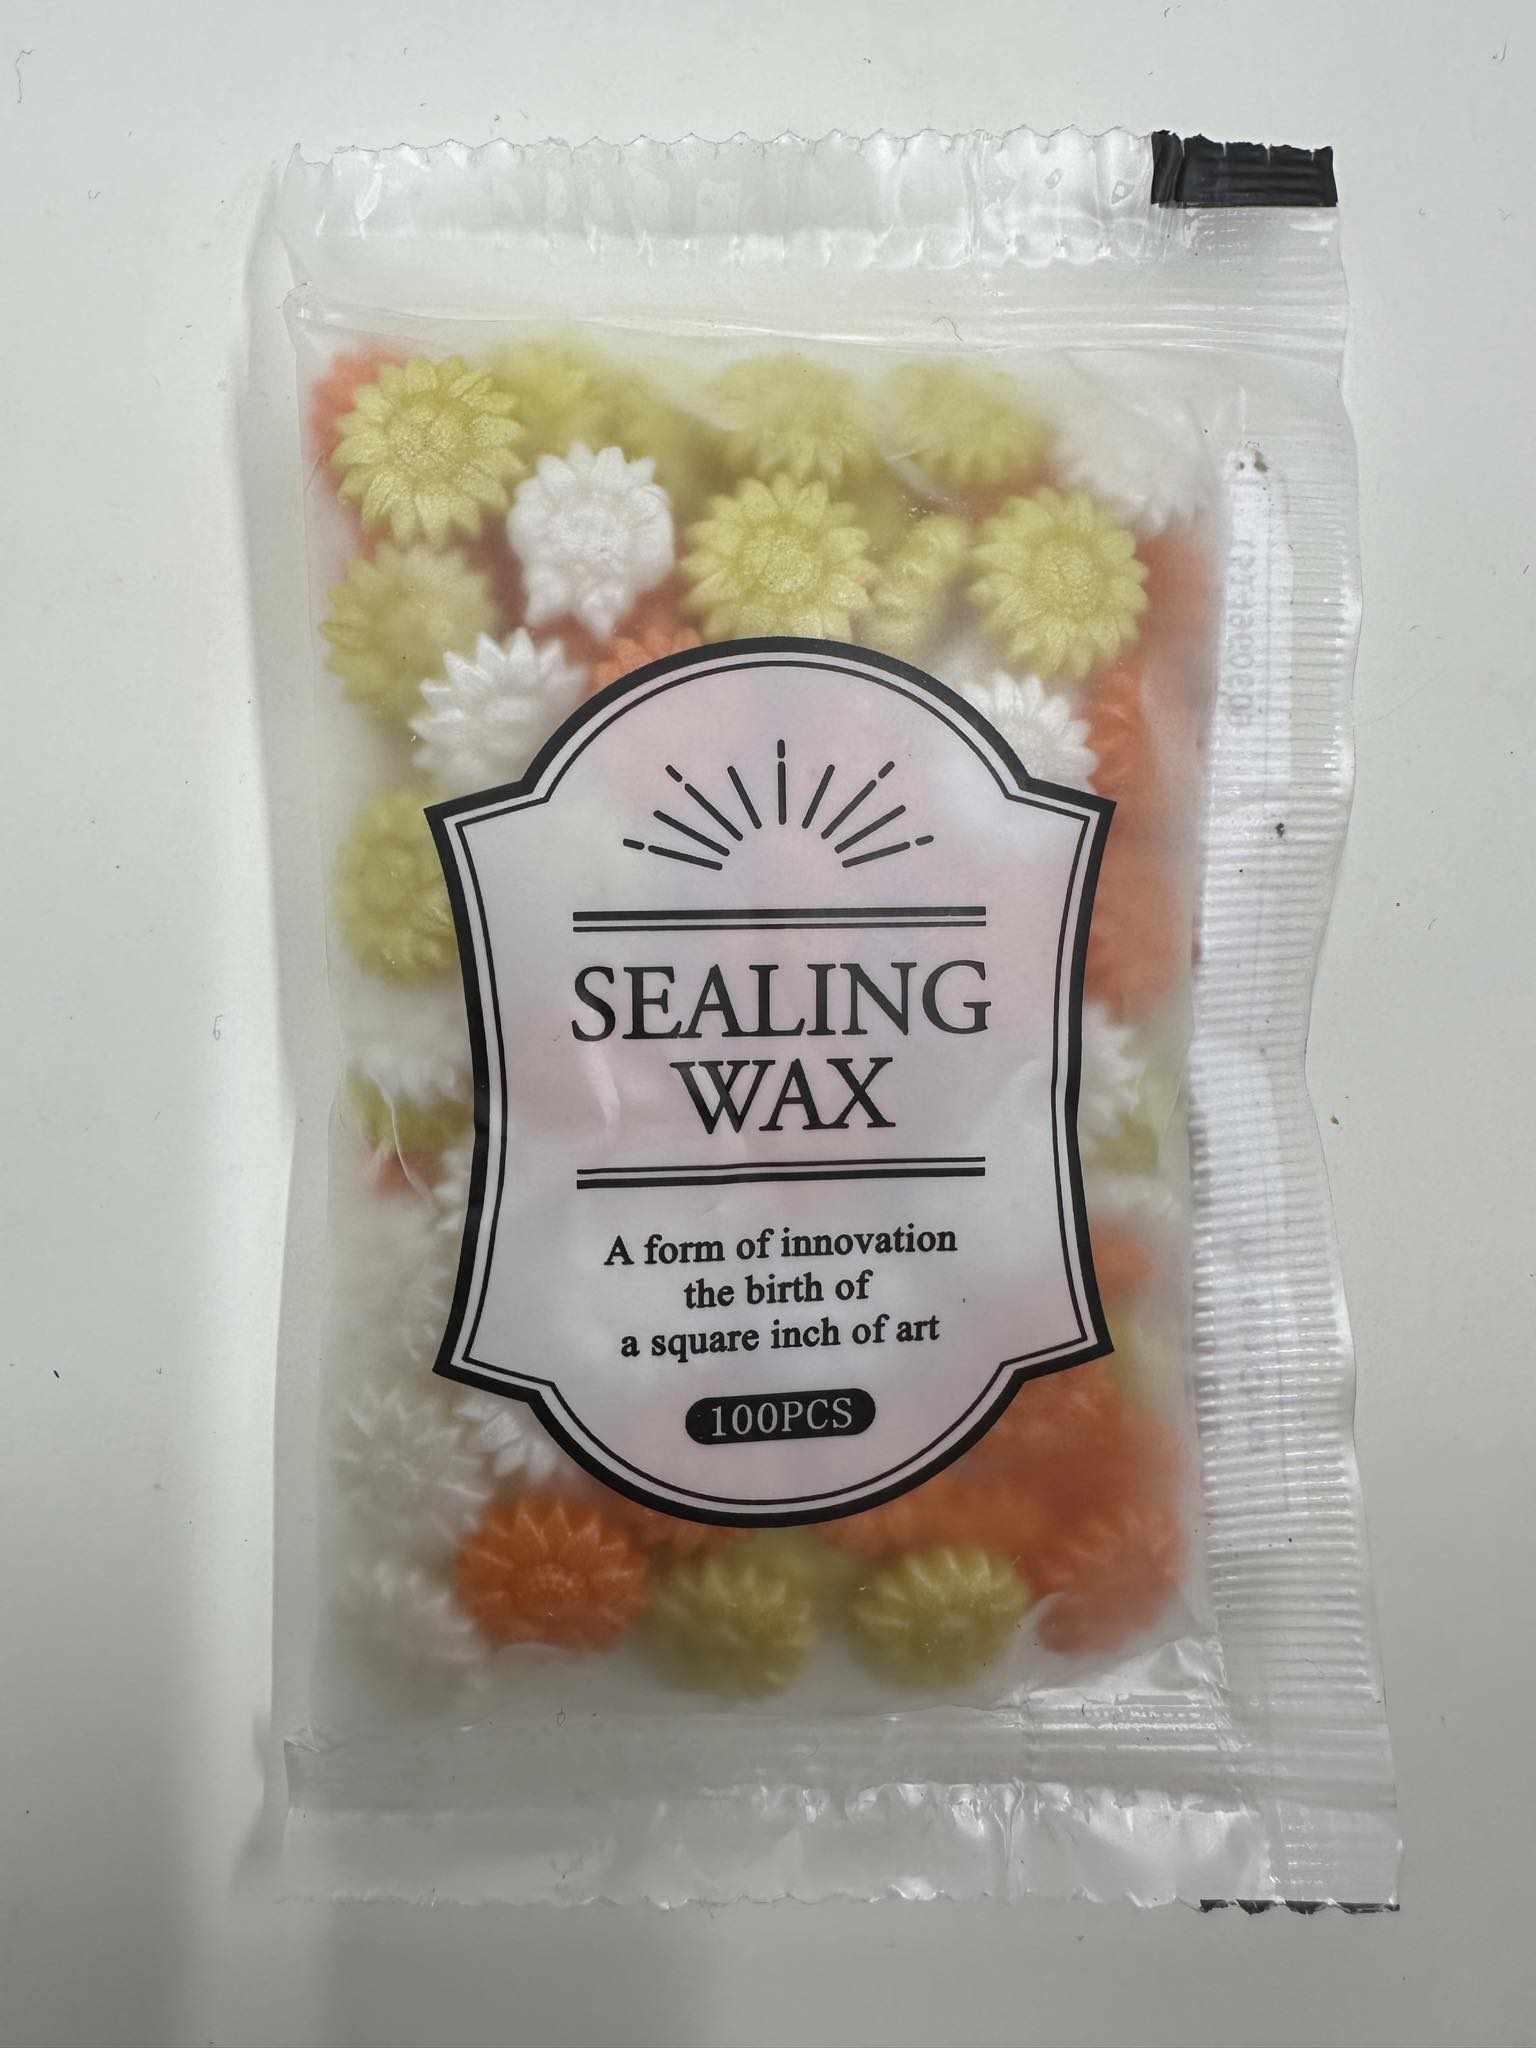 SEALING
WAX
A form of innovation
the birth of
a square inch of art
100PCS